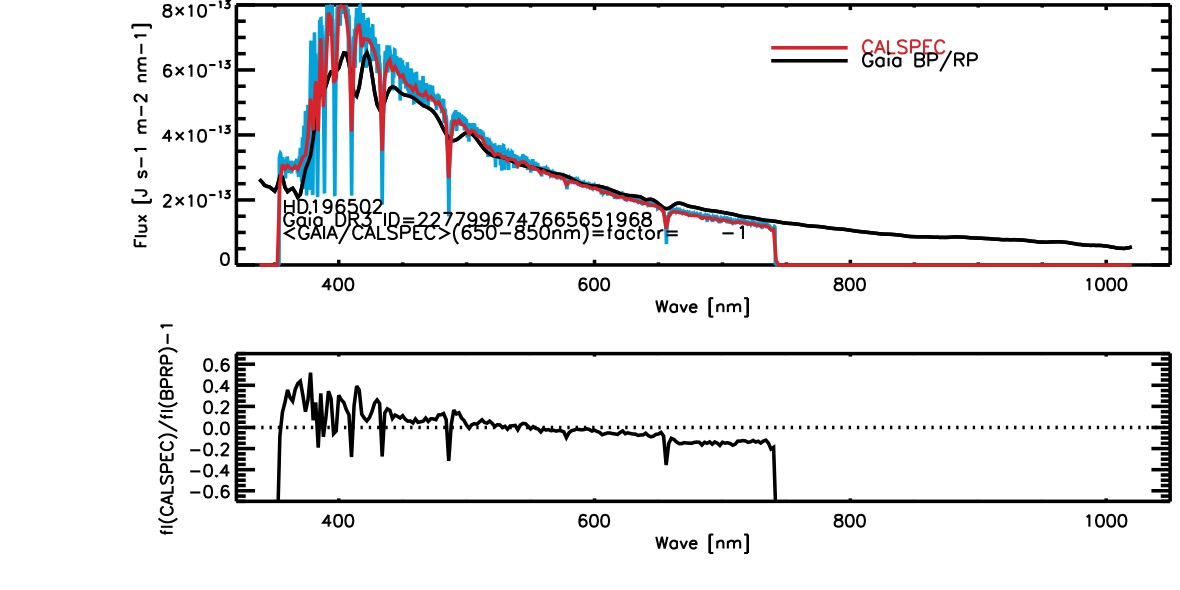 8×10−13
6×10−13
4×10−13
2×10−13
0
Flux [J s−1 m−2 nm−1]
CALSPEC
Gaia BP/RP
HD196502
Gaia DR3 ID=2277996747665651968
<GAIA/CALSPEC>(650−850nm)=factor= −1
400 600 800 1000
Wave [nm]
fl(CALSPEC)/fl(BPRP)−1
0.6
0.4
0.2
0.0
−0.2
−0.4
−0.6
400 600 800 1000
Wave [nm]